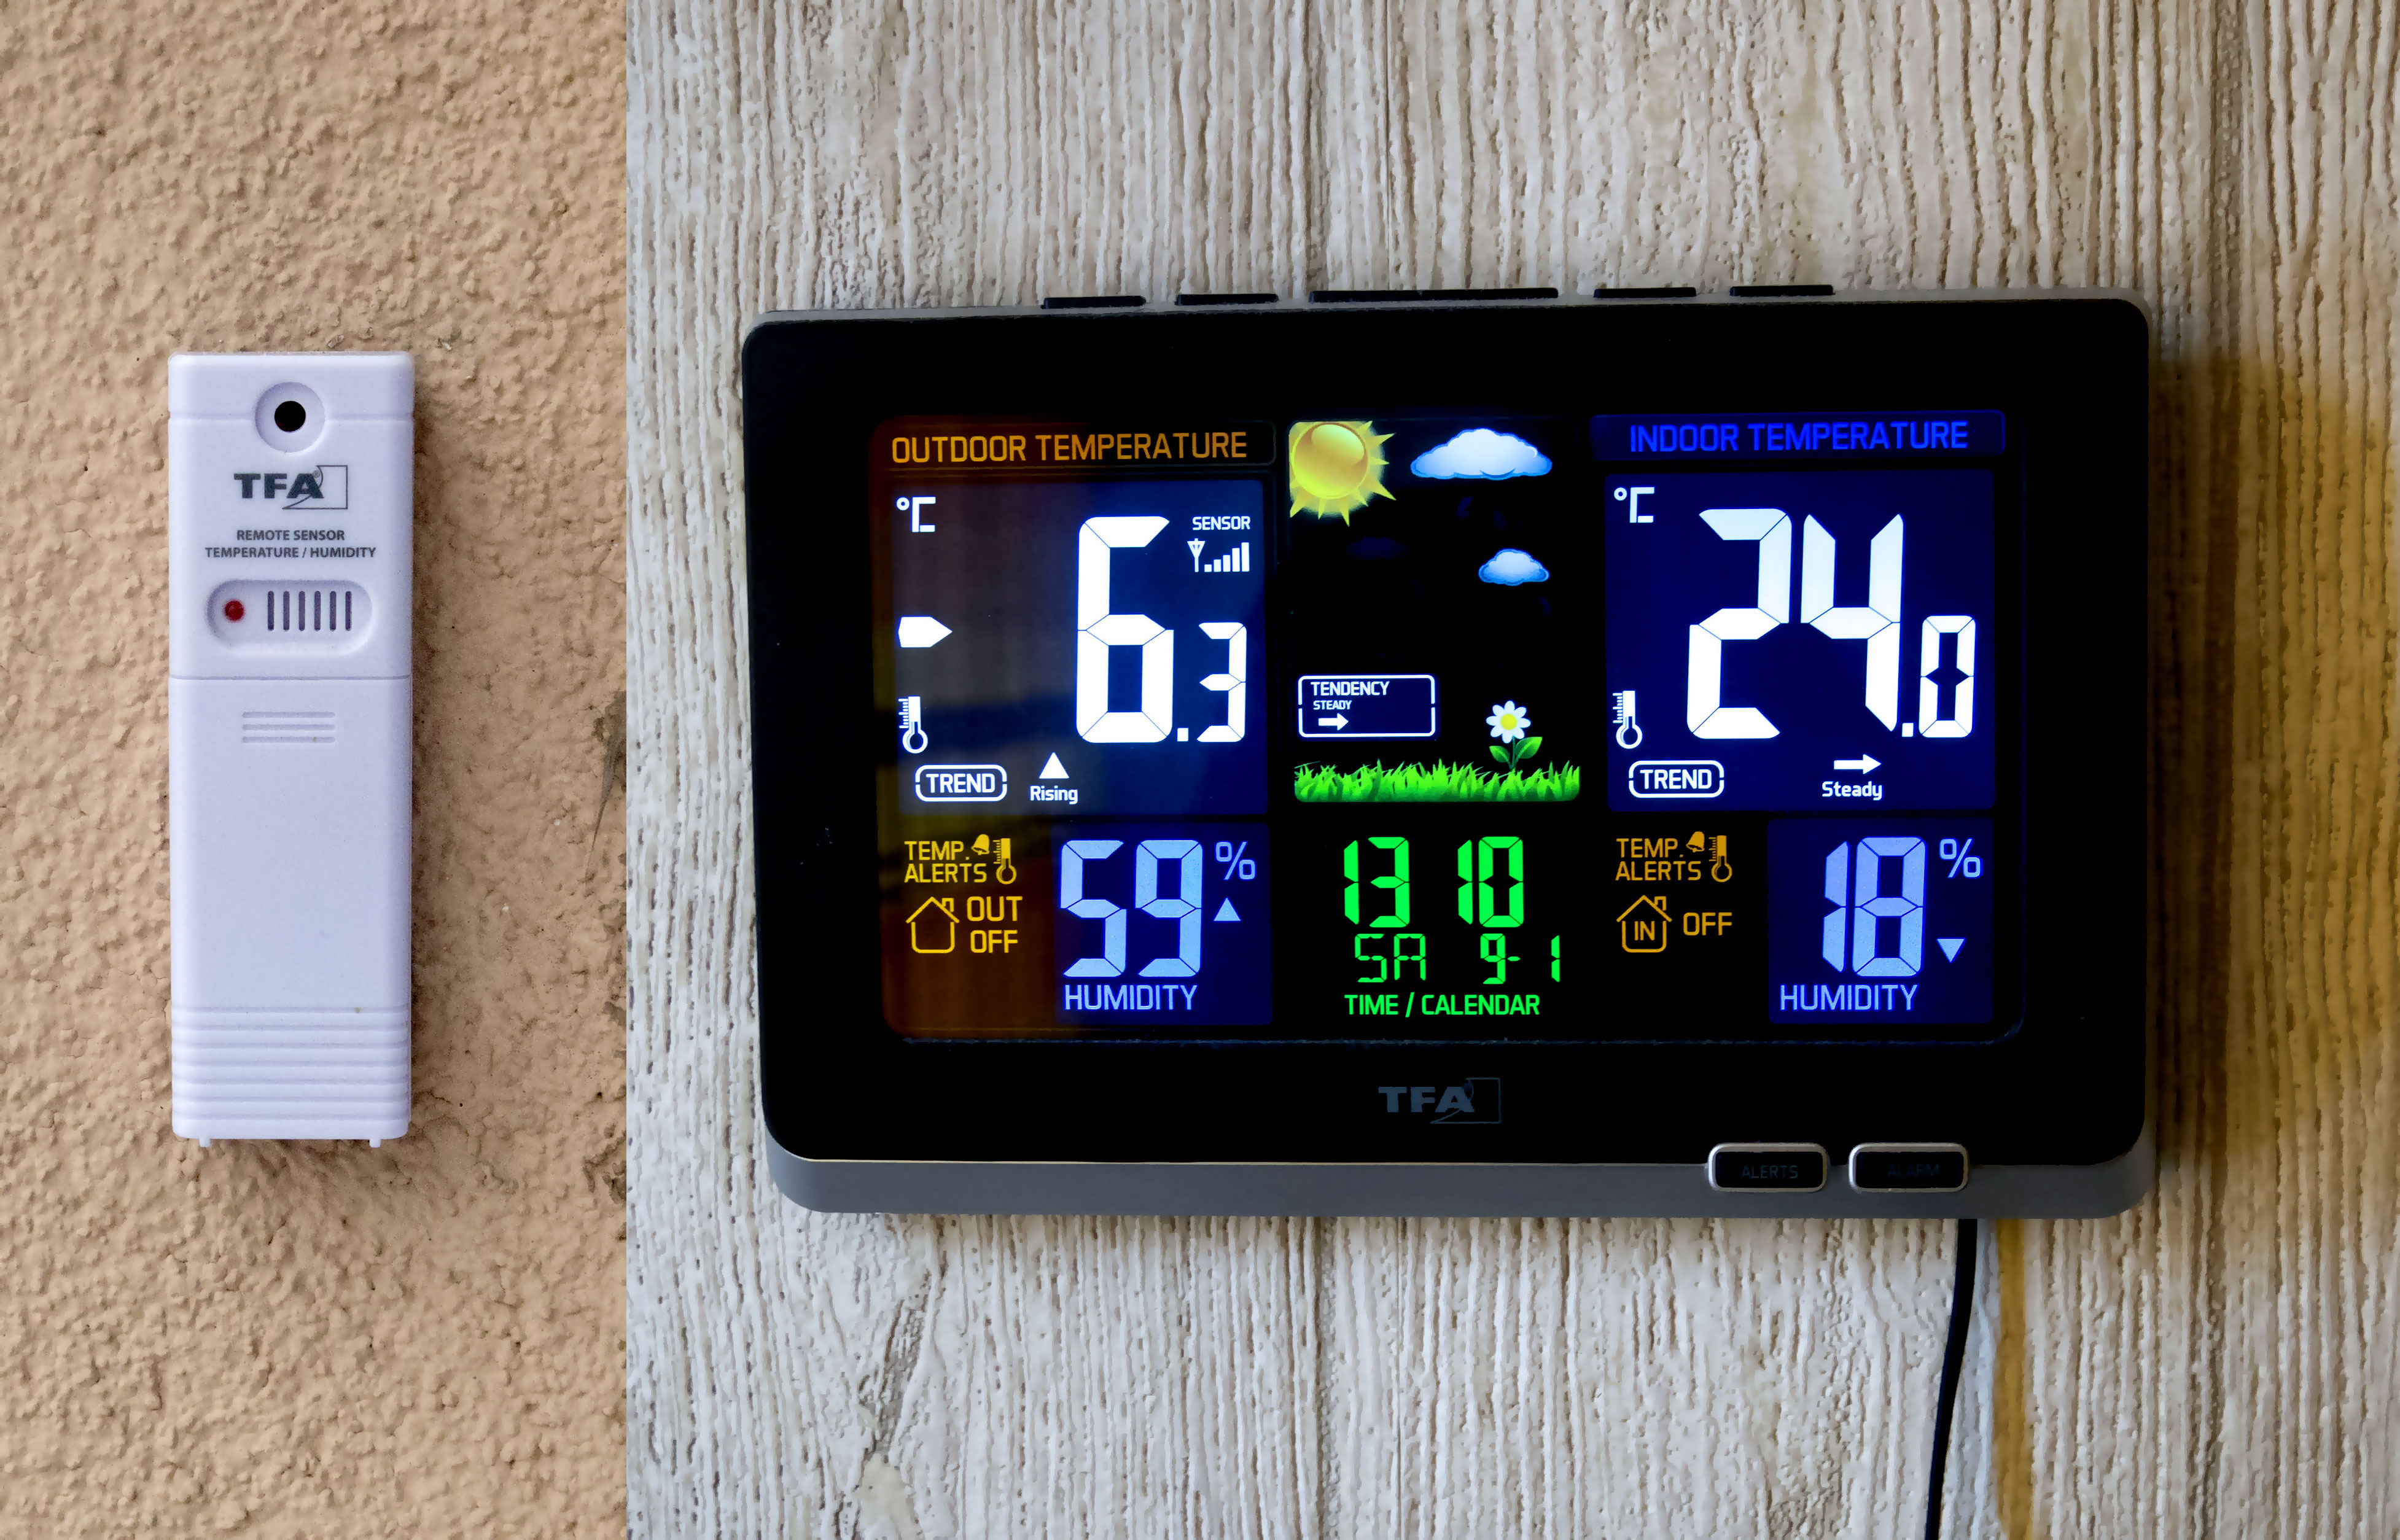 TFA
REMOTE SENSOR
TEMPERATURE / HUMIDITY
OUTDOOR TEMPERATURE
°C
SENSOR
6.3
TREND
Rising
TEMP.
ALERTS
OUT
OFF
59 %
HUMIDITY
TENDENCY
STEADY
13 10
SA 9-1
TIME / CALENDAR
INDOOR TEMPERATURE
°C
24.0
TREND
Steady
TEMP.
ALERTS
IN OFF
18 %
HUMIDITY
TFA
ALERTS
ALARM